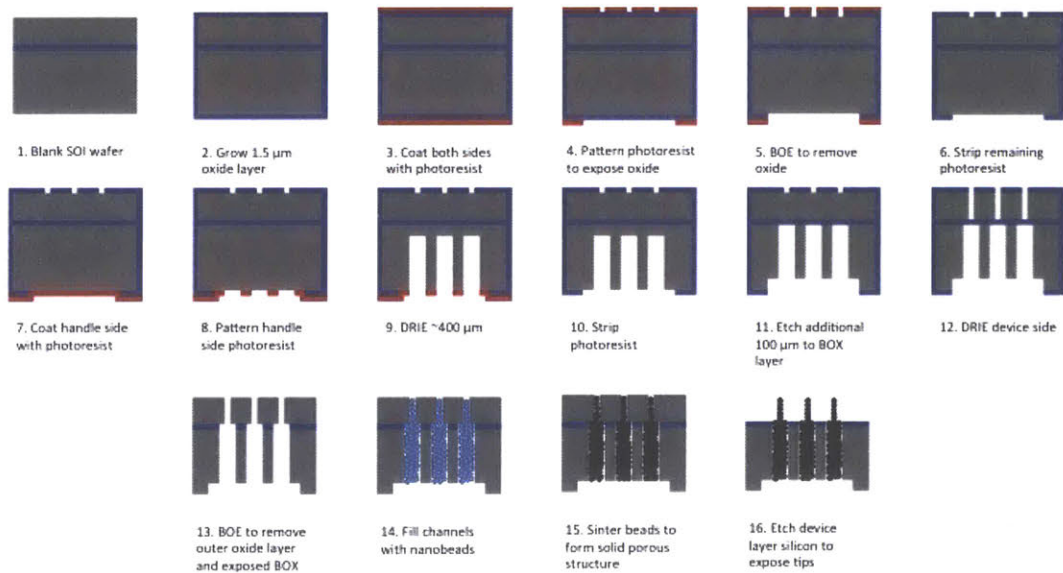 1. Blank SOI wafer
2. Grow 1.5 µm
oxide layer
3. Coat both sides
with photoresist
4. Pattern photoresist
to expose oxide
5. BOE to remove
oxide
6. Strip remaining
photoresist
7. Coat handle side
with photoresist
8. Pattern handle
side photoresist
9. DRIE ~400 µm
10. Strip
photoresist
11. Etch additional
100 µm to BOX
layer
12. DRIE device side
13. BOE to remove
outer oxide layer
and exposed BOX
14. Fill channels
with nanobeads
15. Sinter beads to
form solid porous
structure
16. Etch device
layer silicon to
expose tips